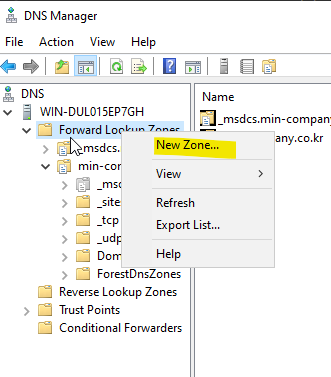 DNS Manager
File Action View Help
DNS
WIN-DUL015EP7GH
Forward Lookup Zones
_msdcs.
min-comp
_msd
_sites
_tcp
_udp
Dom
ForestDnsZones
Reverse Lookup Zones
Trust Points
Conditional Forwarders
Name
_msdcs.min-company
any.co.kr
New Zone...
View
Refresh
Export List...
Help